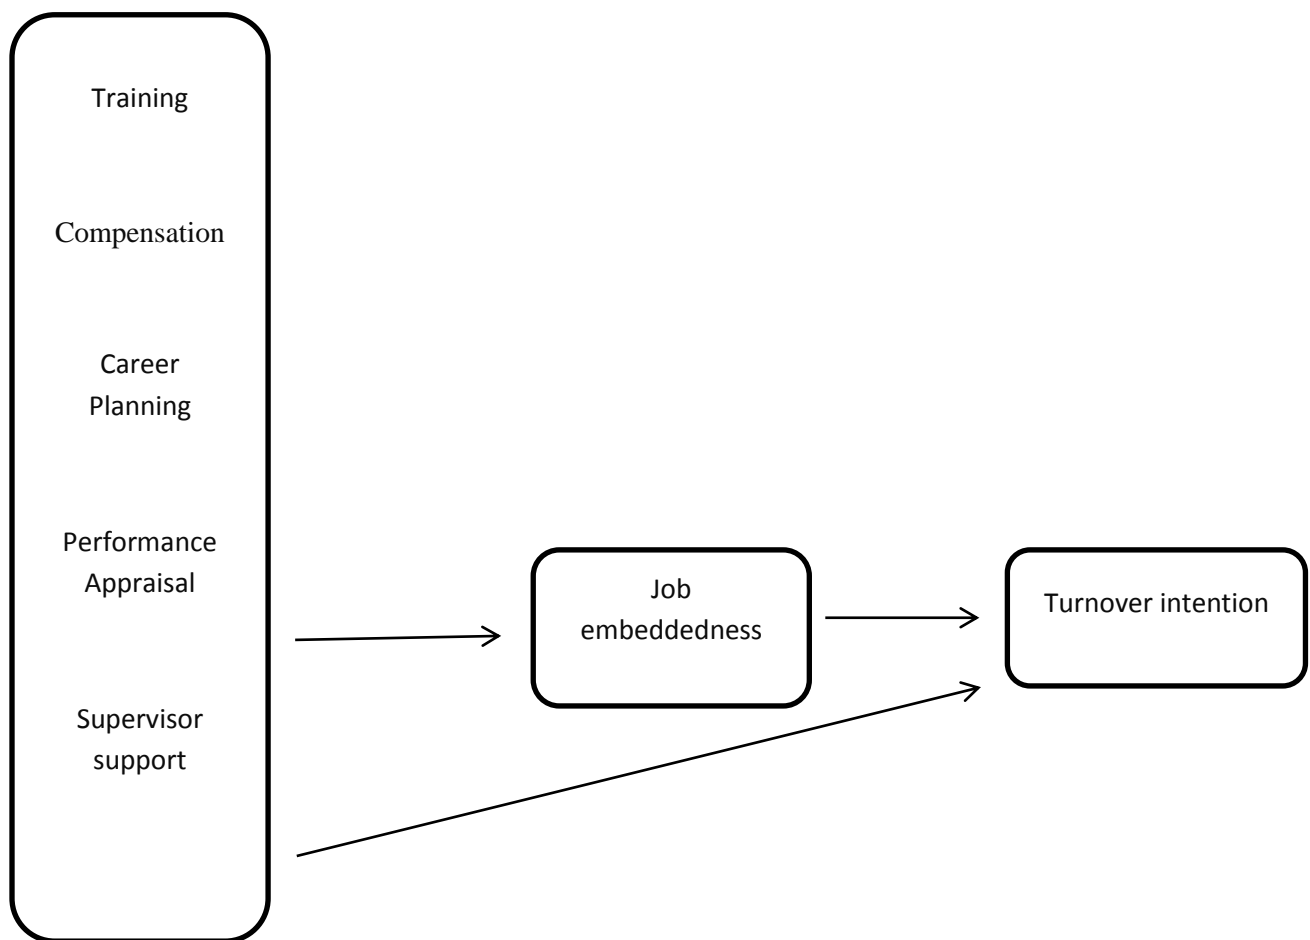 Training
Compensation
Career
Planning
Performance
Appraisal
Supervisor
support
Job
embeddedness
Turnover intention